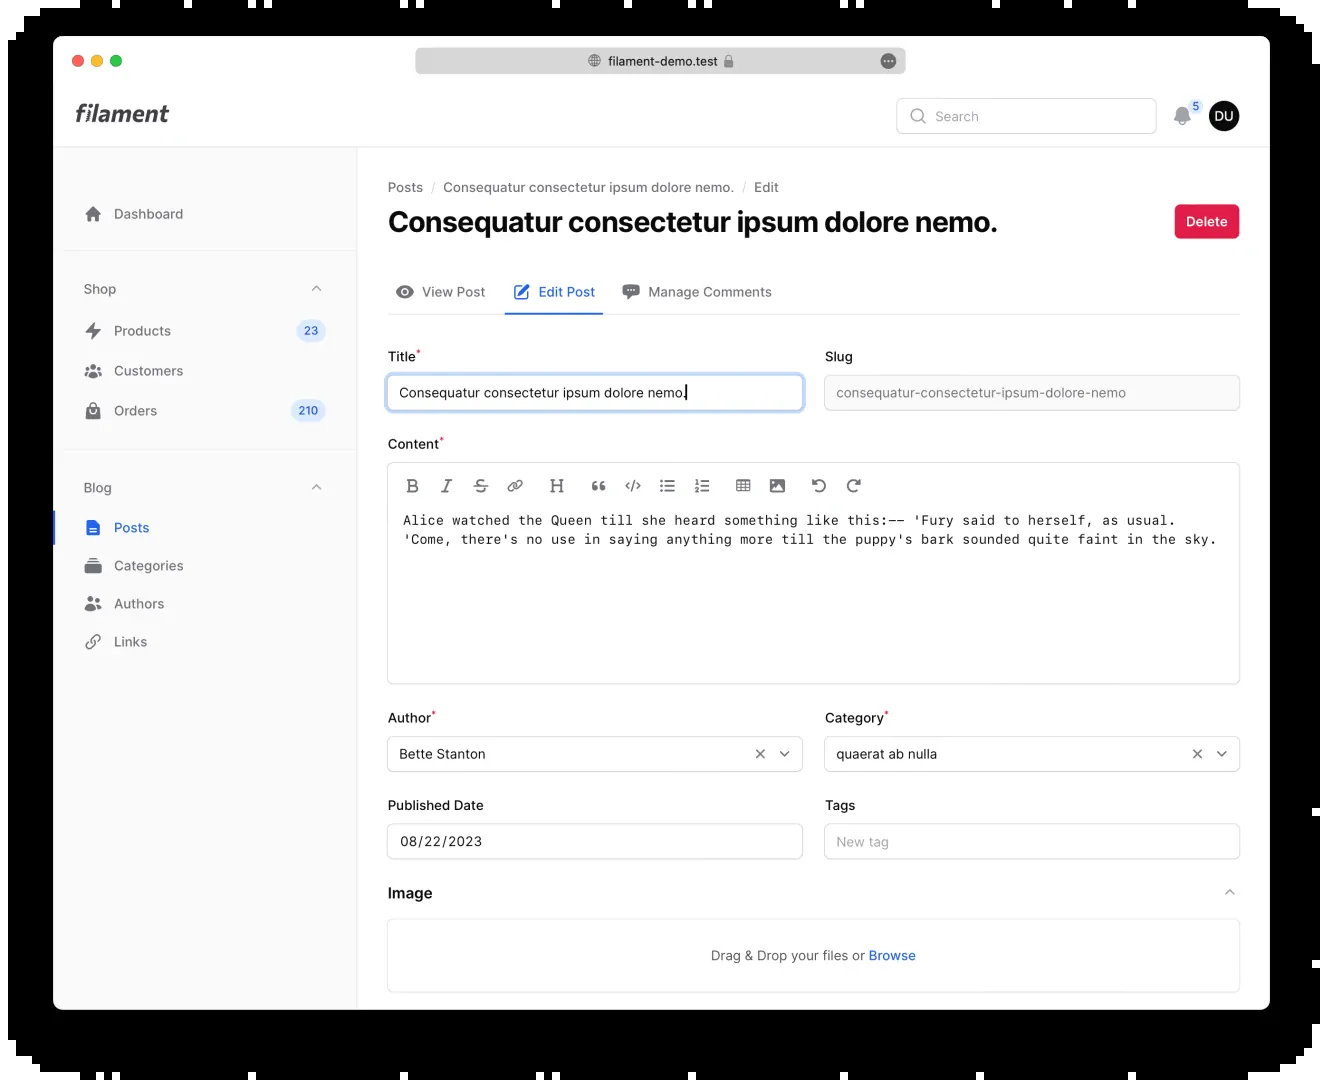 filament-demo.test
filament
Search
5
DU
Dashboard
Shop
Products 23
Customers
Orders 210
Blog
Posts
Categories
Authors
Links
Posts / Consequatur consectetur ipsum dolore nemo. / Edit
Consequatur consectetur ipsum dolore nemo.
Delete
View Post Edit Post Manage Comments
Title* Slug
Consequatur consectetur ipsum dolore nemo. consequatur-consectetur-ipsum-dolore-nemo
Content*
B I S H
Alice watched the Queen till she heard something like this:-- 'Fury said to herself, as usual.
'Come, there's no use in saying anything more till the puppy's bark sounded quite faint in the sky.
Author* Category*
Bette Stanton quaerat ab nulla
Published Date Tags
08/22/2023 New tag
Image
Drag & Drop your files or Browse